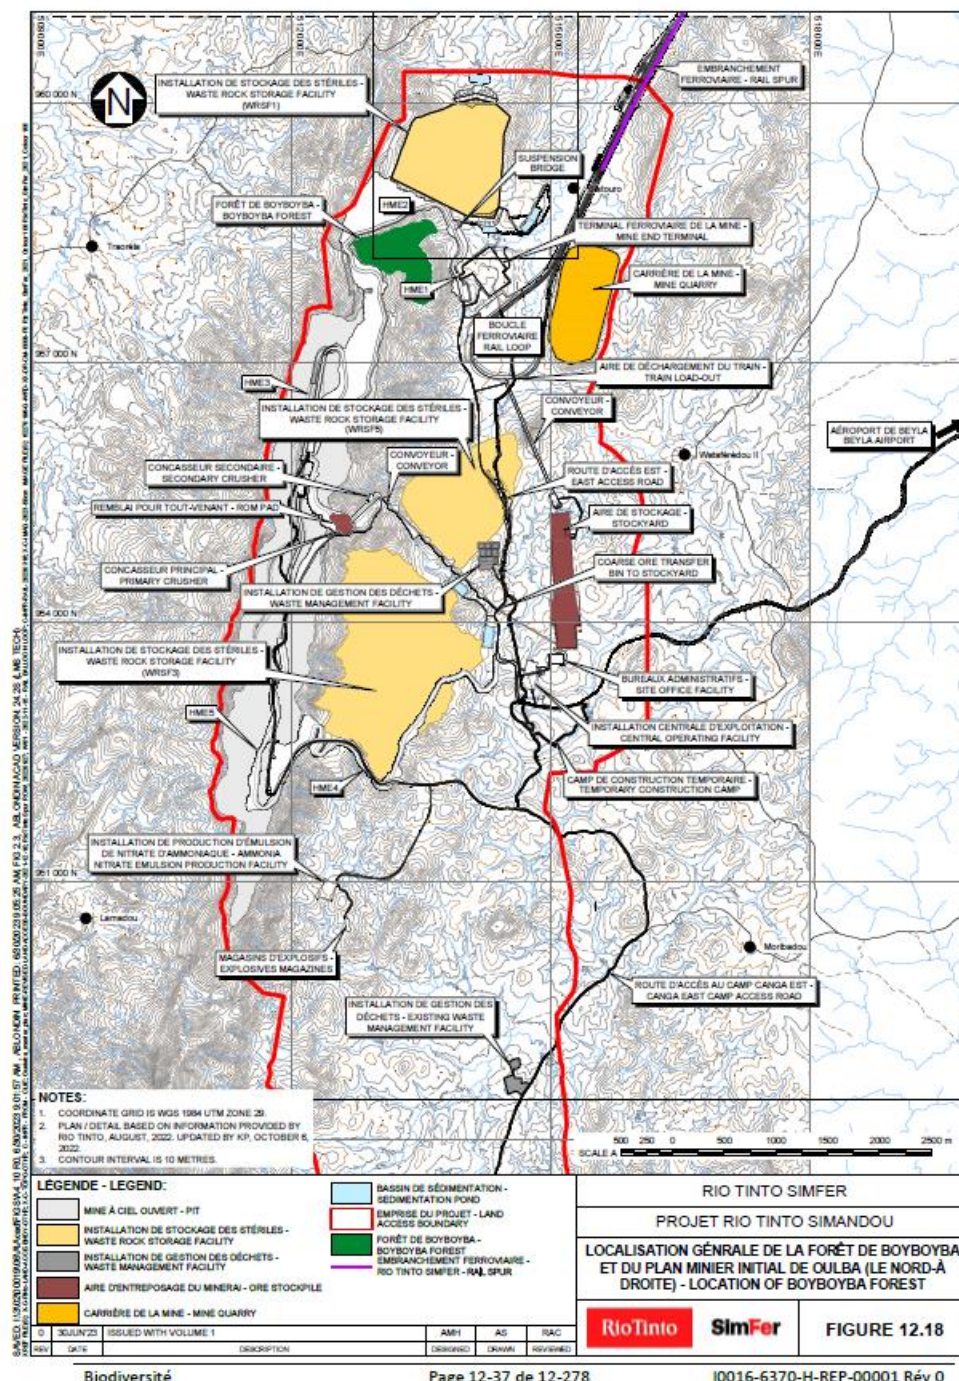 509000E
512000E
515000E
518000E
INSTALLATION DE STOCKAGE DES STÉRILES -
WASTE ROCK STORAGE FACILITY
(WRSF1)
EMBRANCHEMENT
FERROVIAIRE - RAIL SPUR
960 000 N
N
SUSPENSION
BRIDGE
HME2
FORÊT DE BOYBOYBA -
BOYBOYBA FOREST
TERMINAL FERROVIAIRE DE LA MINE -
MINE END TERMINAL
Traoréla
HME1
CARRIÈRE DE LA MINE -
MINE QUARRY
BOUCLE
FERROVIAIRE
RAIL LOOP
957 000 N
AIRE DE DÉCHARGEMENT DU TRAIN -
TRAIN LOAD-OUT
HME3
INSTALLATION DE STOCKAGE DES STÉRILES -
WASTE ROCK STORAGE FACILITY
(WRSF5)
CONVOYEUR -
CONVEYOR
AÉROPORT DE BEYLA
BEYLA AIRPORT
CONVOYEUR -
CONVEYOR
Wataférédou II
CONCASSEUR SECONDAIRE -
SECONDARY CRUSHER
ROUTE D'ACCÈS EST -
EAST ACCESS ROAD
REMBLAI POUR TOUT-VENANT - ROM PAD
AIRE DE STOCKAGE -
STOCKYARD
CONCASSEUR PRINCIPAL -
PRIMARY CRUSHER
COARSE ORE TRANSFER
BIN TO STOCKYARD
INSTALLATION DE GESTION DES DÉCHETS -
WASTE MANAGEMENT FACILITY
954 000 N
INSTALLATION DE STOCKAGE DES STÉRILES -
WASTE ROCK STORAGE FACILITY
(WRSF3)
BUREAUX ADMINISTRATIFS -
SITE OFFICE FACILITY
HME5
INSTALLATION CENTRALE D'EXPLOITATION -
CENTRAL OPERATING FACILITY
HME4
CAMP DE CONSTRUCTION TEMPORAIRE -
TEMPORARY CONSTRUCTION CAMP
INSTALLATION DE PRODUCTION D'ÉMULSION
DE NITRATE D'AMMONIAQUE - AMMONIA
NITRATE EMULSION PRODUCTION FACILITY
951 000 N
Lamadou
Moribadou
MAGASINS D'EXPLOSIFS -
EXPLOSIVES MAGAZINES
ROUTE D'ACCÈS AU CAMP CANGA EST -
CANGA EAST CAMP ACCESS ROAD
INSTALLATION DE GESTION DES
DÉCHETS - EXISTING WASTE
MANAGEMENT FACILITY
NOTES:
1. COORDINATE GRID IS WGS 1984 UTM ZONE 29.
2. PLAN / DETAIL BASED ON INFORMATION PROVIDED BY
RIO TINTO, AUGUST, 2022. UPDATED BY KP, OCTOBER 6,
2022.
3. CONTOUR INTERVAL IS 10 METRES.
SCALE A 500 250 0 500 1000 1500 2000 2500 m
LÉGENDE - LEGEND:
MINE À CIEL OUVERT - PIT
INSTALLATION DE STOCKAGE DES STÉRILES -
WASTE ROCK STORAGE FACILITY
INSTALLATION DE GESTION DES DÉCHETS -
WASTE MANAGEMENT FACILITY
AIRE D'ENTREPOSAGE DU MINERAI - ORE STOCKPILE
CARRIÈRE DE LA MINE - MINE QUARRY
BASSIN DE SÉDIMENTATION -
SEDIMENTATION POND
EMPRISE DU PROJET - LAND
ACCESS BOUNDARY
FORÊT DE BOYBOYBA -
BOYBOYBA FOREST
EMBRANCHEMENT FERROVIAIRE -
RIO TINTO SIMFER - RAIL SPUR
RIO TINTO SIMFER
PROJET RIO TINTO SIMANDOU
LOCALISATION GÉNRALE DE LA FORÊT DE BOYBOYBA
ET DU PLAN MINIER INITIAL DE OULBA (LE NORD-À
DROITE) - LOCATION OF BOYBOYBA FOREST
RioTinto
SimFer
FIGURE 12.18
0 30JUN'23 ISSUED WITH VOLUME 1 AMH AS RAC
REV DATE DESCRIPTION DESIGNED DRAWN REVIEWED
Biodiversité Page 12-37 de 12-278 I0016-6370-H-REP-00001 Rév 0